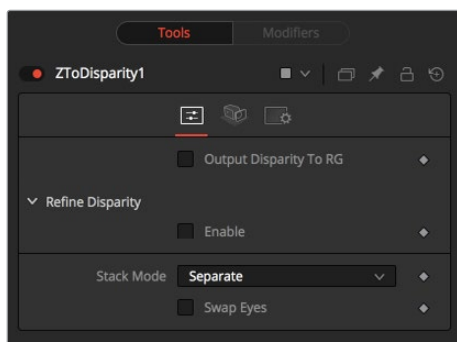 Tools Modifiers
ZToDisparity1
Output Disparity To RG
Refine Disparity
Enable
Stack Mode Separate
Swap Eyes